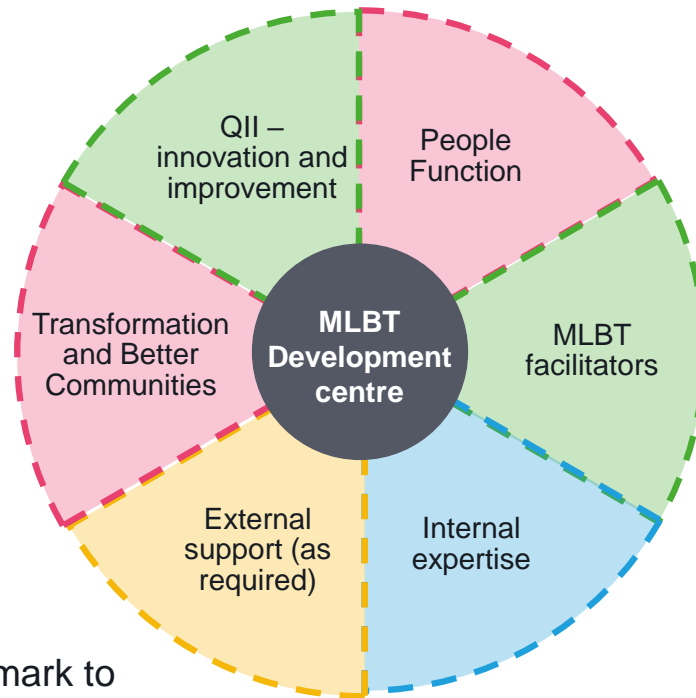 QII –
innovation and
improvement
People
Function
MLBT
facilitators
Internal
expertise
External
support (as
required)
Transformation
and Better
Communities
MLBT
Development
centre
mark to